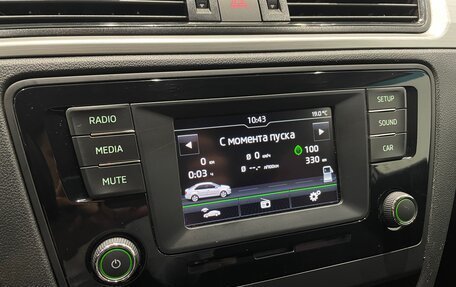 RADIO
MEDIA
MUTE
10:43
19.0 °C
С момента пуска
0 км
0:03 ч
ø 0 км/ч
ø --,- л/100км
100
330 км
SETUP
SOUND
CAR